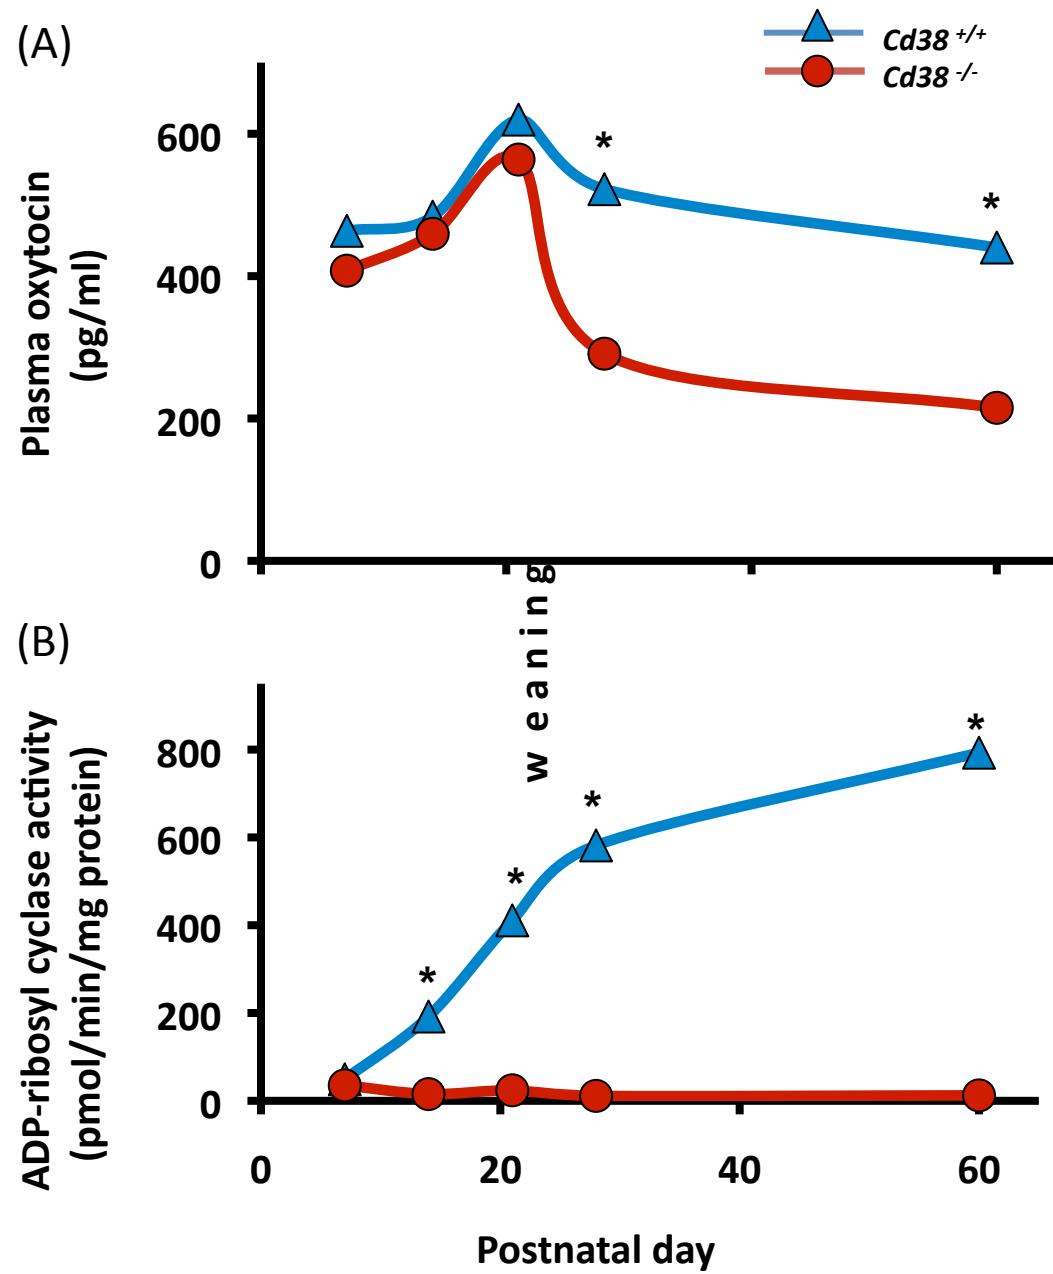 (A)
Cd38 +/+
Cd38 -/-
Plasma oxytocin
(pg/ml)
600
*
*
400
200
0
weaning
(B)
ADP-ribosyl cyclase activity
(pmol/min/mg protein)
800
*
*
600
*
400
*
200
0
0 20 40 60
Postnatal day